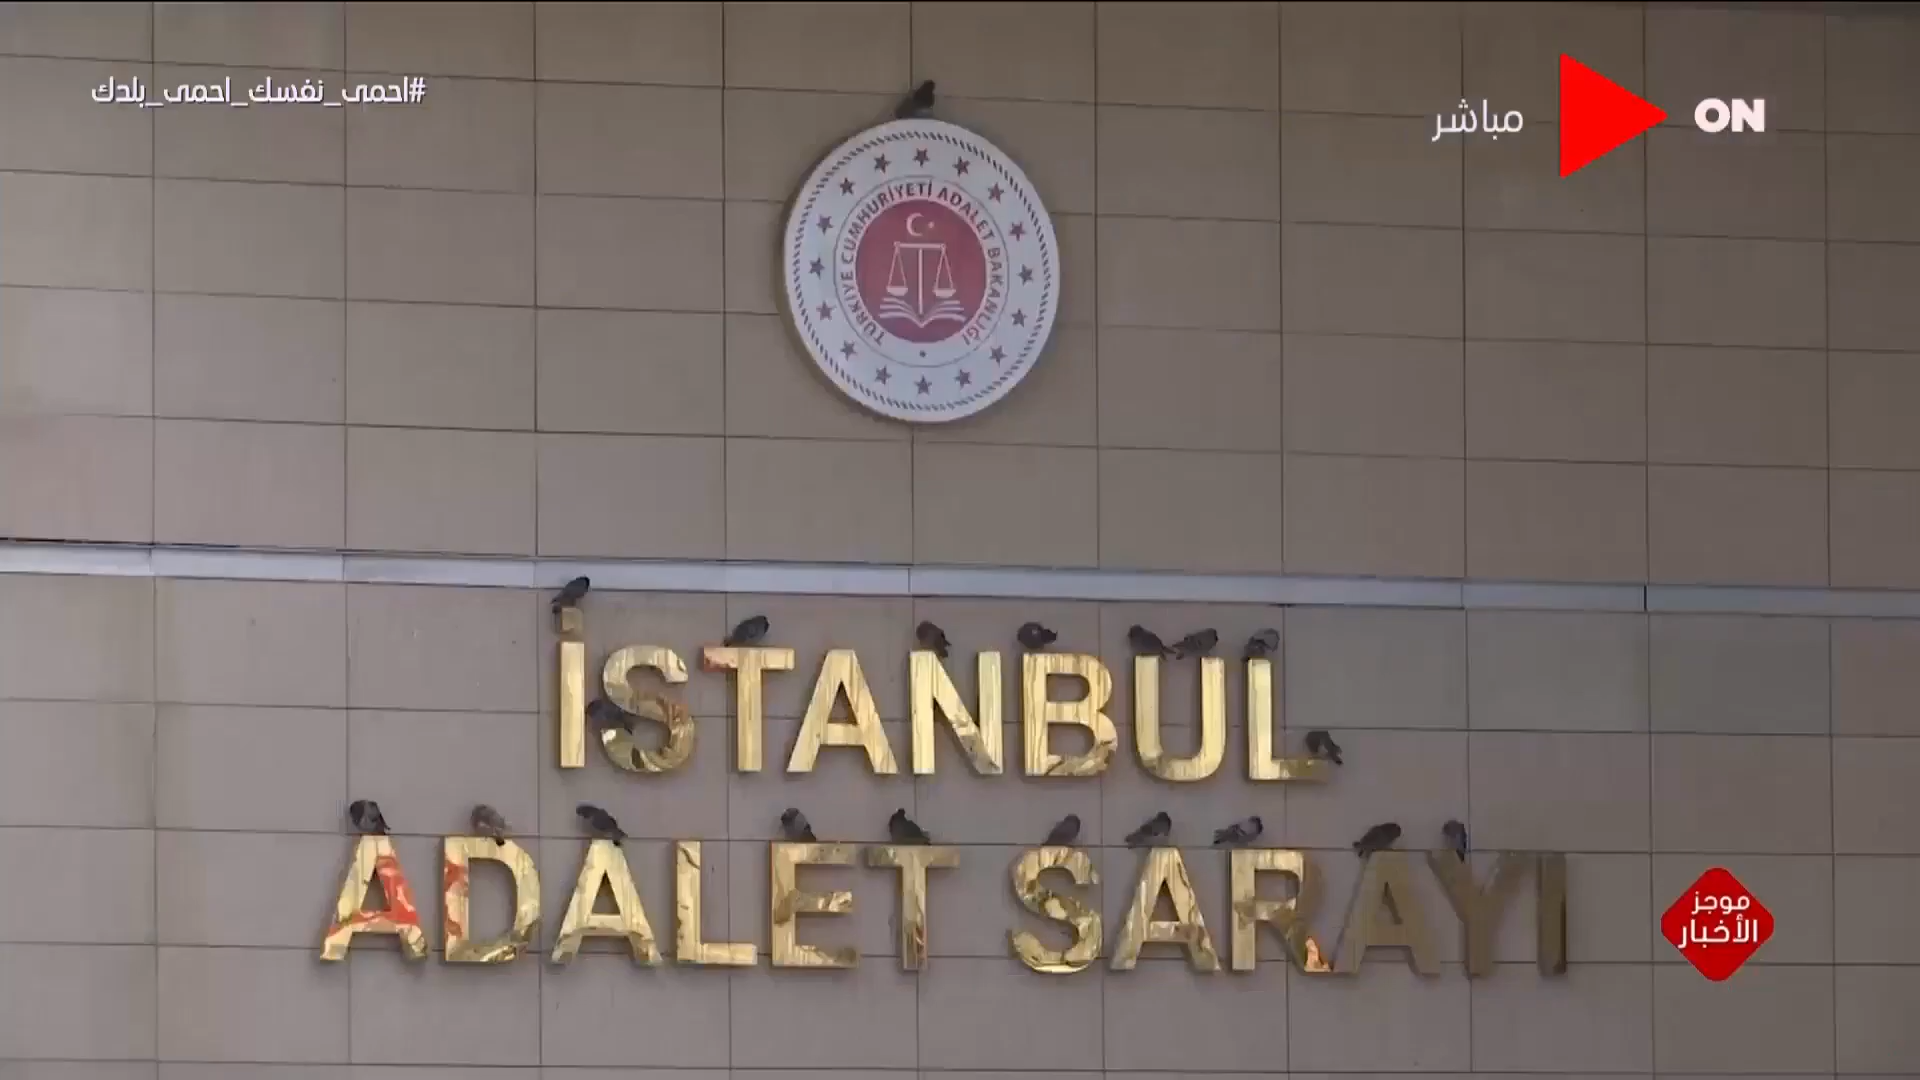 #احمى_نفسك_احمى_بلدك
مباشر
ON
TÜRKİYE CUMHURİYETİ ADALET BAKANLIĞI
İSTANBUL
ADALET SARAYI
موجز
الأخبار